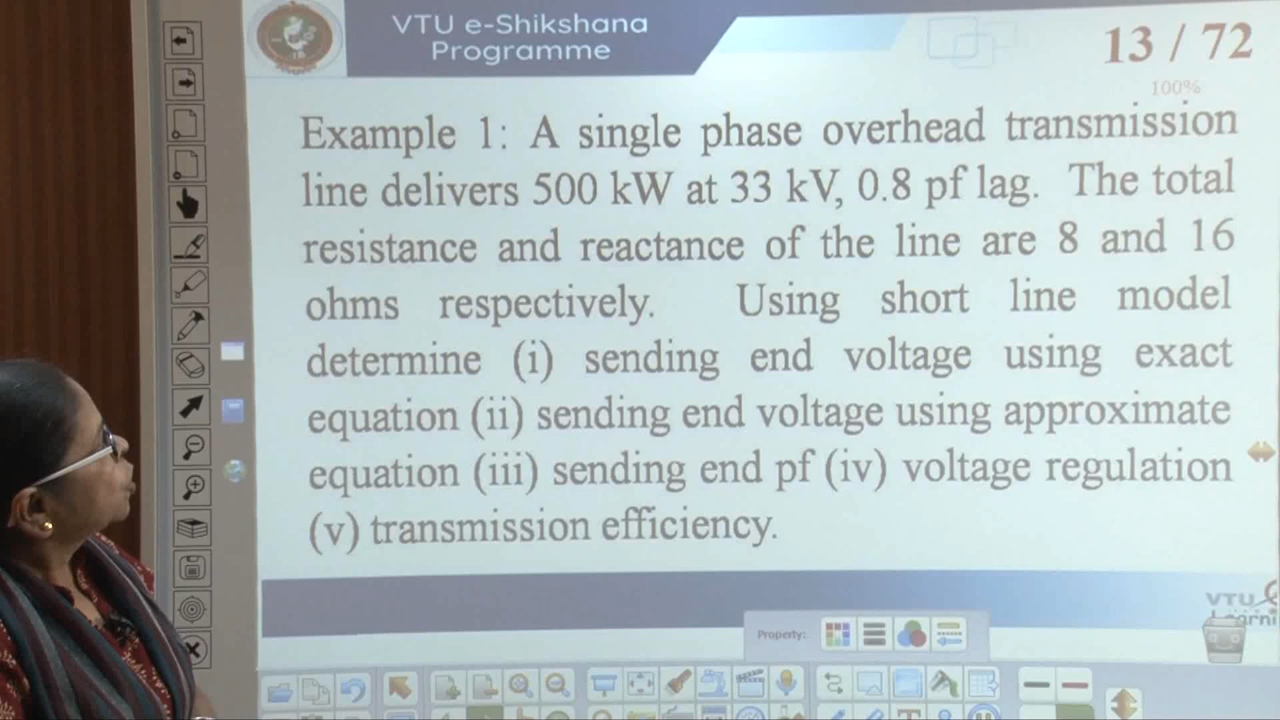 VTU e-Shikshana
Programme
13 / 72
100%
Example 1: A single phase overhead transmission
line delivers 500 kW at 33 kV, 0.8 pf lag. The total
resistance and reactance of the line are 8 and 16
ohms respectively. Using short line model
determine (i) sending end voltage using exact
equation (ii) sending end voltage using approximate
equation (iii) sending end pf (iv) voltage regulation
(v) transmission efficiency.
VTU
Property: